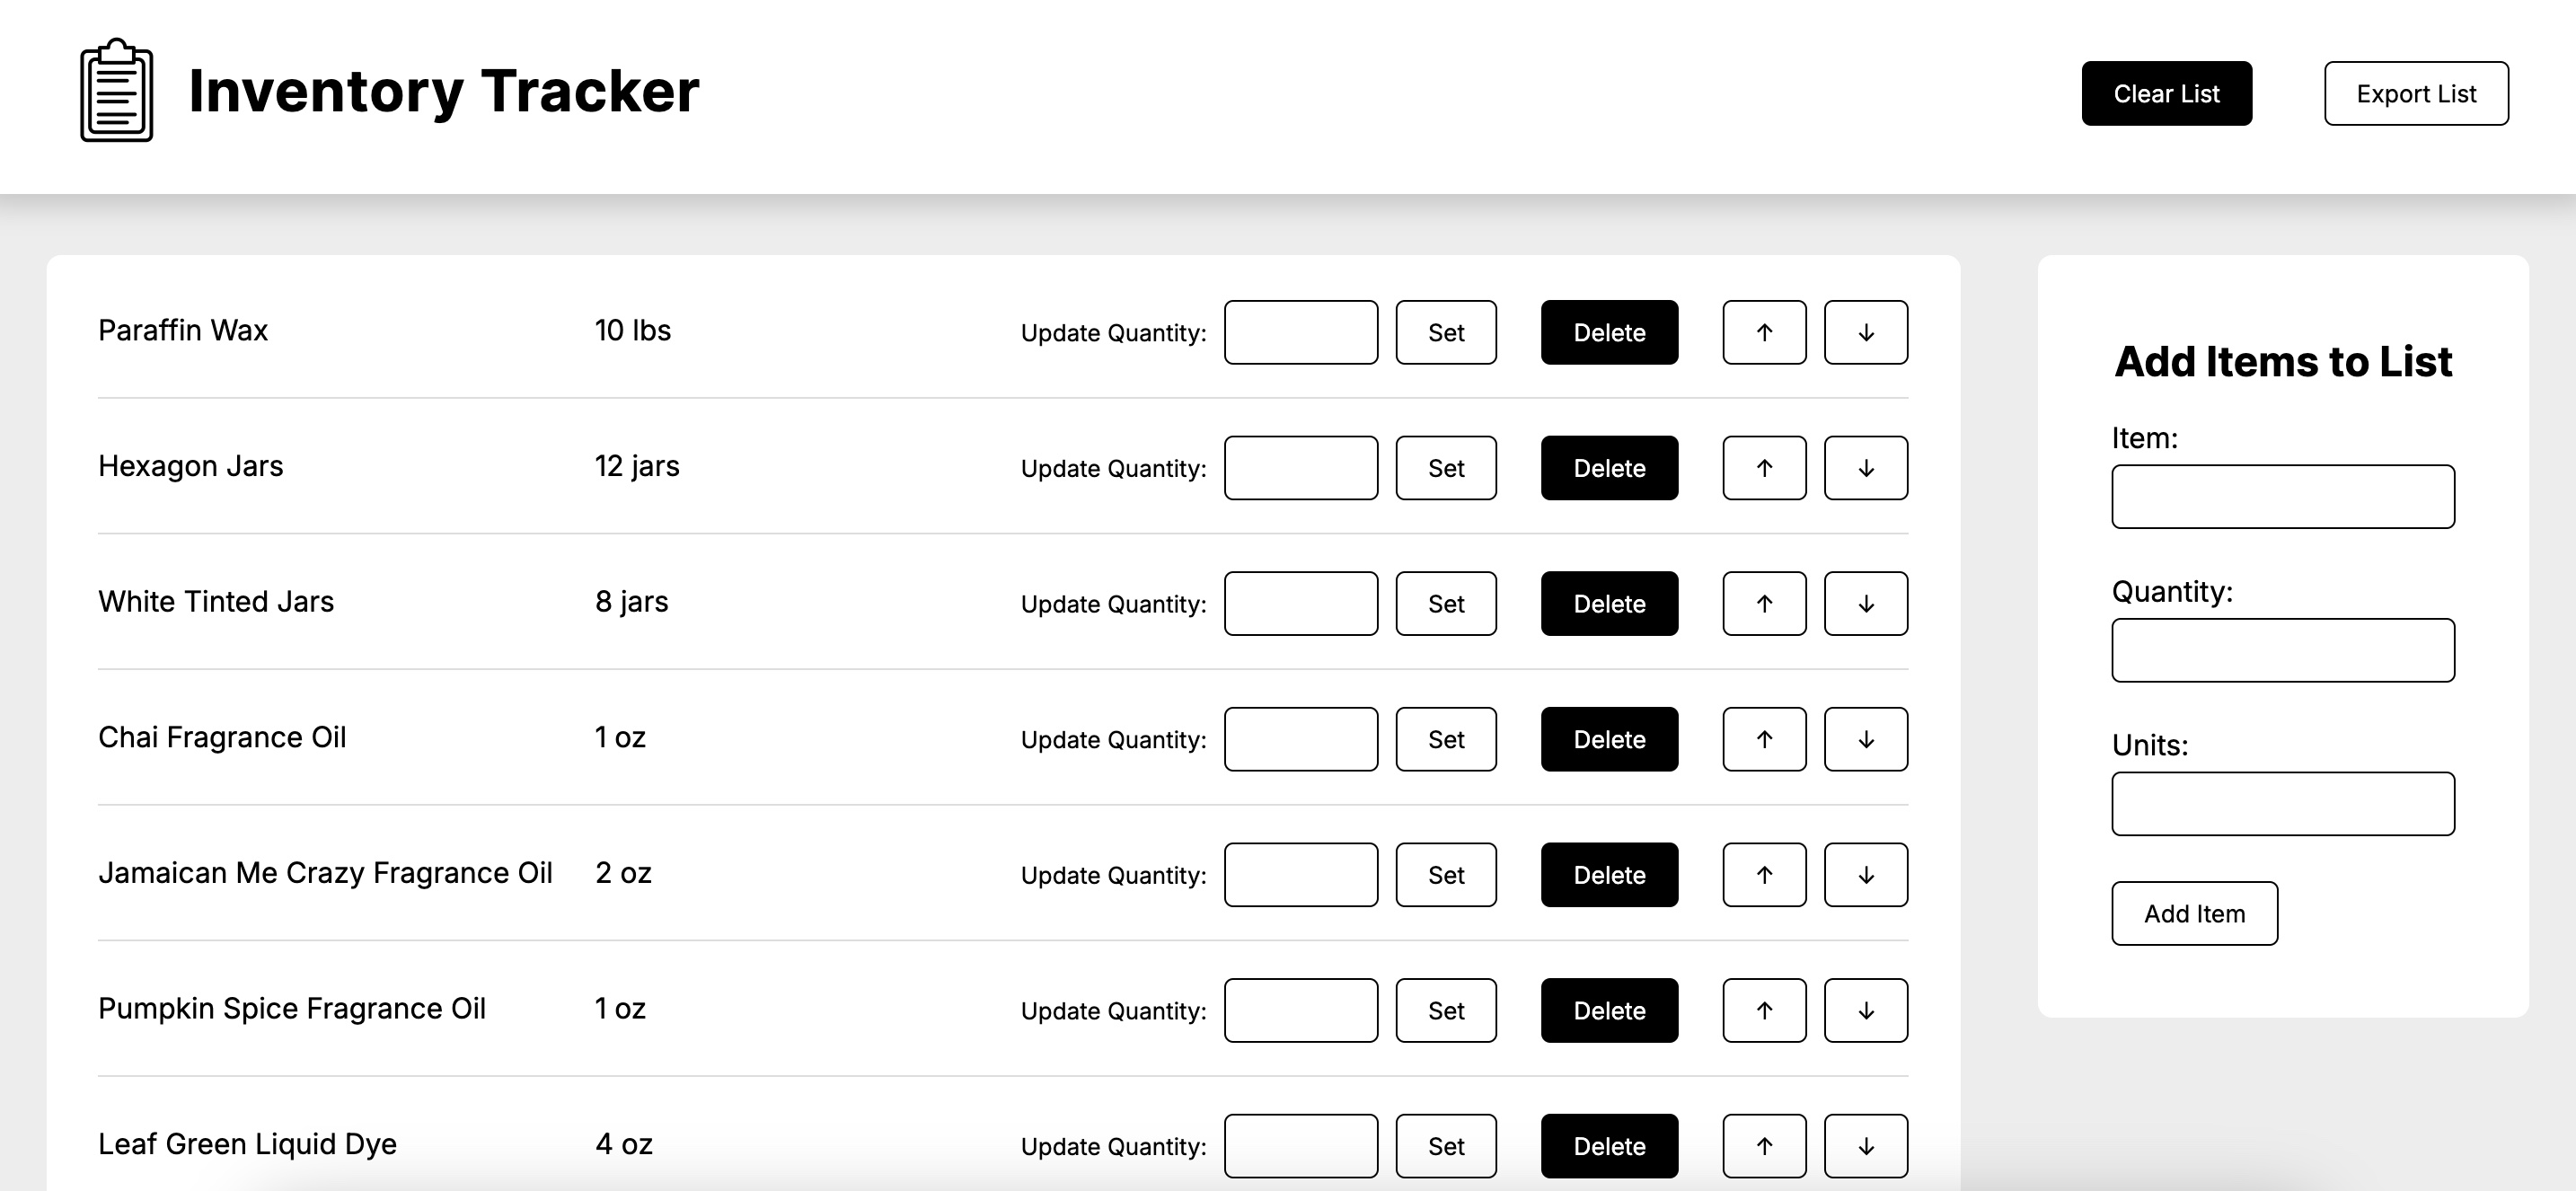 Inventory Tracker
Clear List
Export List
Paraffin Wax 10 lbs Update Quantity: Set Delete ↑ ↓
Hexagon Jars 12 jars Update Quantity: Set Delete ↑ ↓
White Tinted Jars 8 jars Update Quantity: Set Delete ↑ ↓
Chai Fragrance Oil 1 oz Update Quantity: Set Delete ↑ ↓
Jamaican Me Crazy Fragrance Oil 2 oz Update Quantity: Set Delete ↑ ↓
Pumpkin Spice Fragrance Oil 1 oz Update Quantity: Set Delete ↑ ↓
Leaf Green Liquid Dye 4 oz Update Quantity: Set Delete ↑ ↓
Add Items to List
Item:
Quantity:
Units:
Add Item